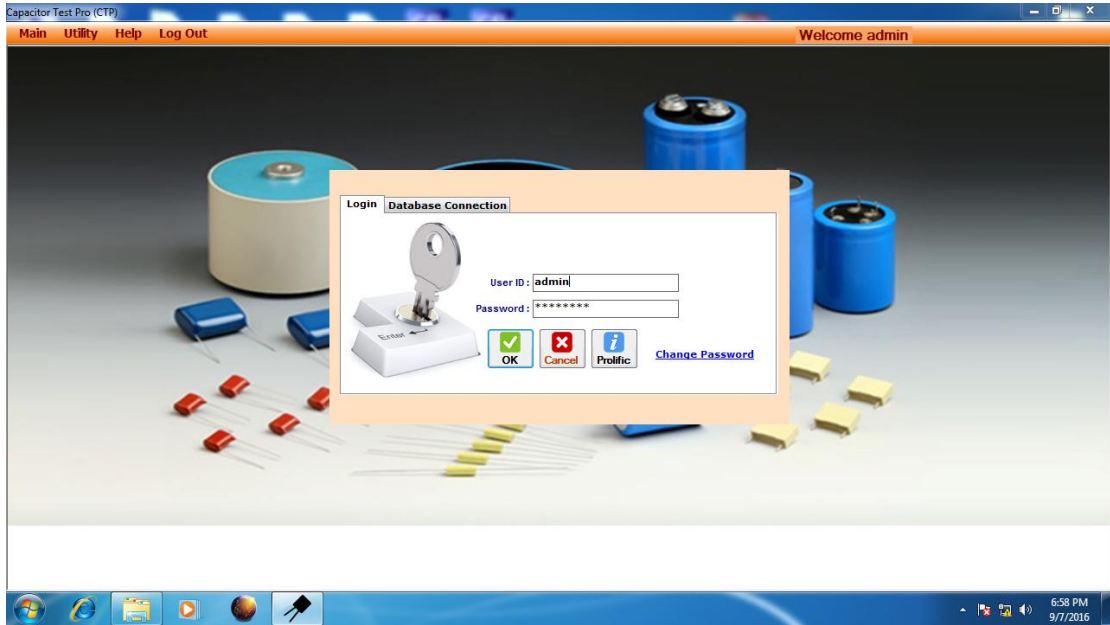 Capacitor Test Pro (CTP)
Main Utility Help Log Out Welcome admin
Login Database Connection
User ID : admin
Password : ********
Enter
OK Cancel Prolific Change Password
6:58 PM
9/7/2016